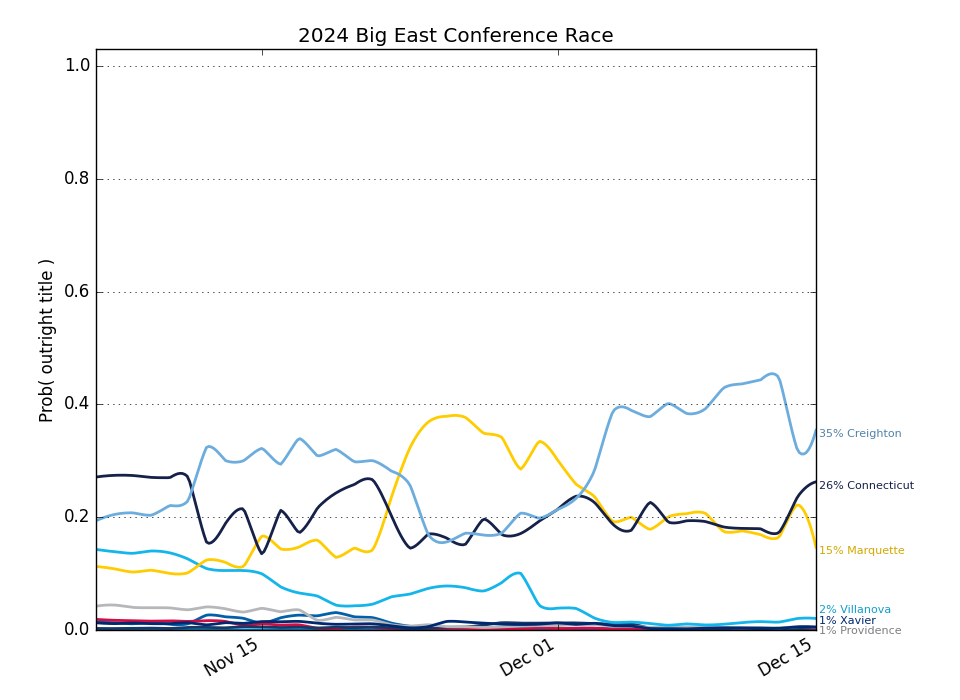 2024 Big East Conference Race
1.0
0.8
0.6
0.4
0.2
0.0
Prob( outright title )
Nov 15
Dec 01
Dec 15
35% Creighton
26% Connecticut
15% Marquette
2% Villanova
1% Xavier
1% Providence